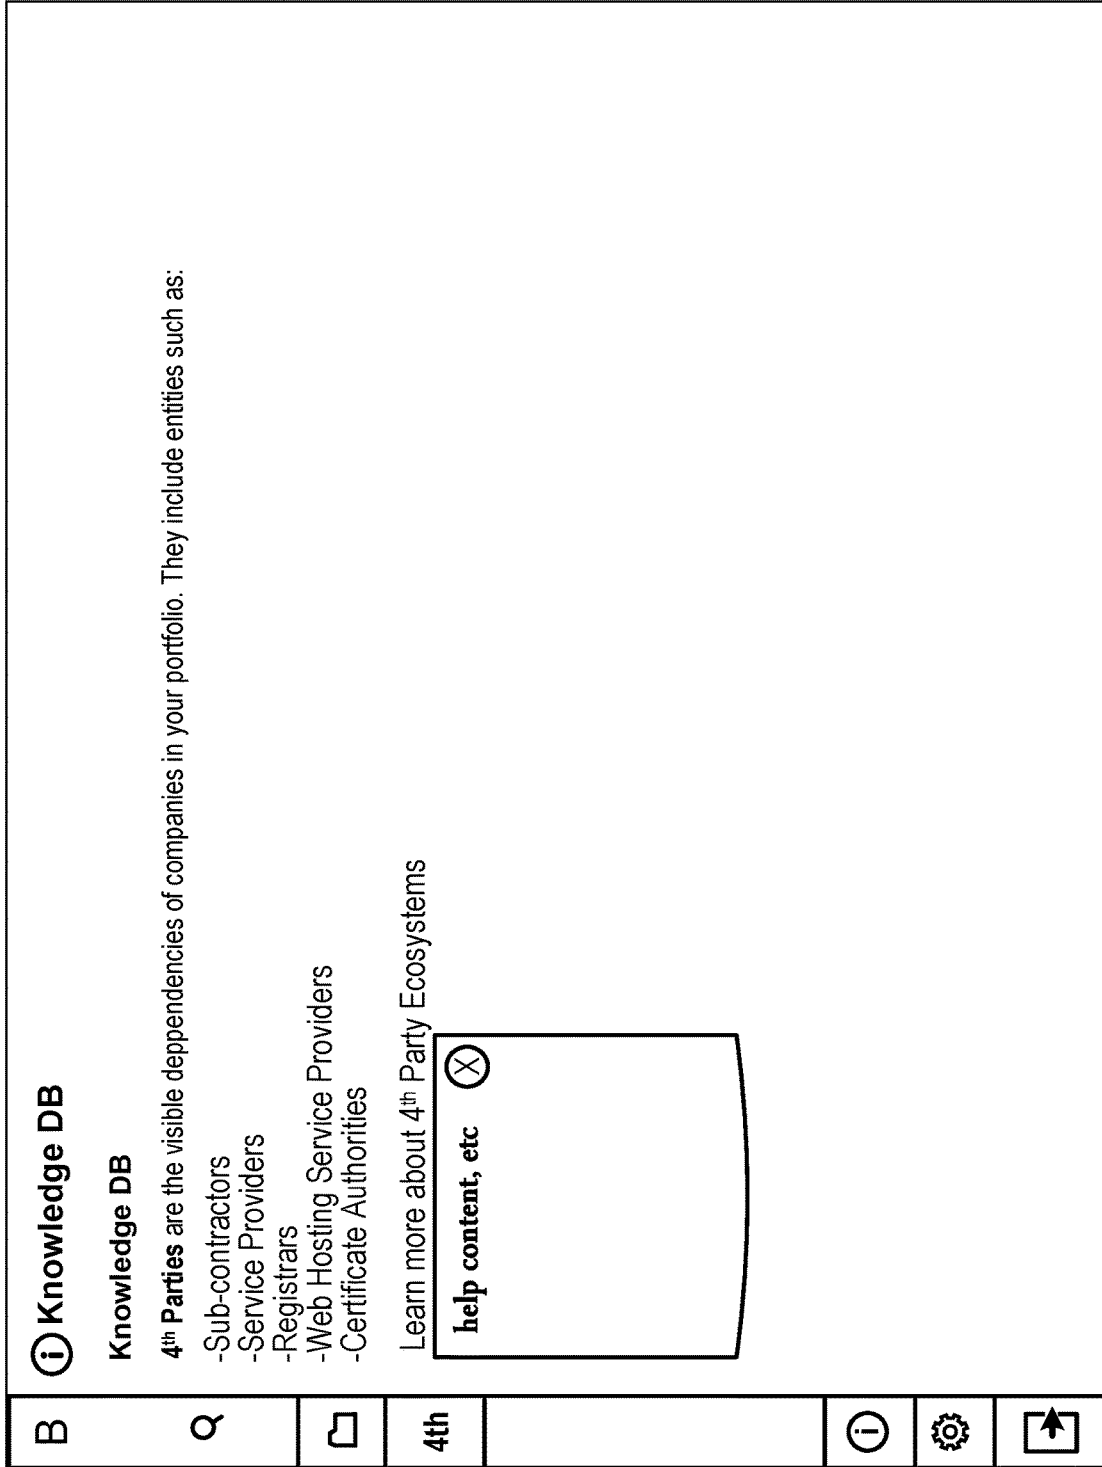 B
ⓘ Knowledge DB
Knowledge DB
4th Parties are the visible deppendencies of companies in your portfolio. They include entities such as:
-Sub-contractors
-Service Providers
-Registrars
-Web Hosting Service Providers
-Certificate Authorities
Learn more about 4th Party Ecosystems
help content, etc X
4th
i